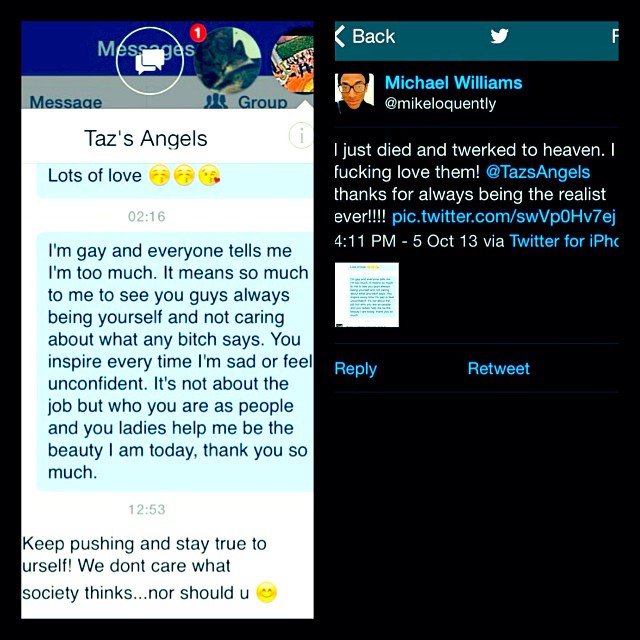 Messages
1
Message
Group
Taz's Angels
i
Lots of love 😚😚😘
02:16
I'm gay and everyone tells me
I'm too much. It means so much
to me to see you guys always
being yourself and not caring
about what any bitch says. You
inspire every time I'm sad or feel
unconfident. It's not about the
job but who you are as people
and you ladies help me be the
beauty I am today, thank you so
much.
12:53
Keep pushing and stay true to
urself! We dont care what
society thinks...nor should u 😊
Back
Michael Williams
@mikeloquently
I just died and twerked to heaven. I
fucking love them! @TazsAngels
thanks for always being the realist
ever!!!! pic.twitter.com/swVp0Hv7ej
4:11 PM - 5 Oct 13 via Twitter for iPho
Reply
Retweet